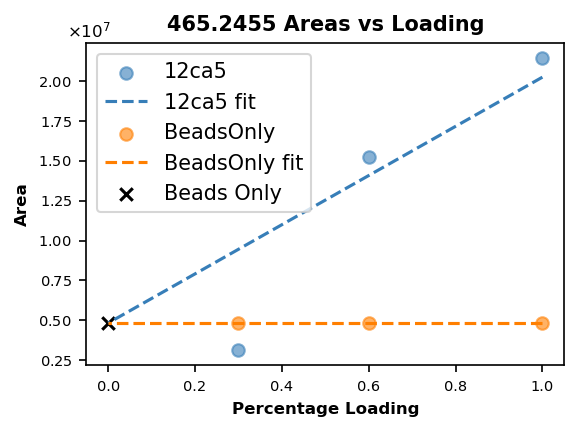 465.2455 Areas vs Loading
×10⁷
12ca5
12ca5 fit
BeadsOnly
BeadsOnly fit
Beads Only
Area
2.00
1.75
1.50
1.25
1.00
0.75
0.50
0.25
0.0 0.2 0.4 0.6 0.8 1.0
Percentage Loading